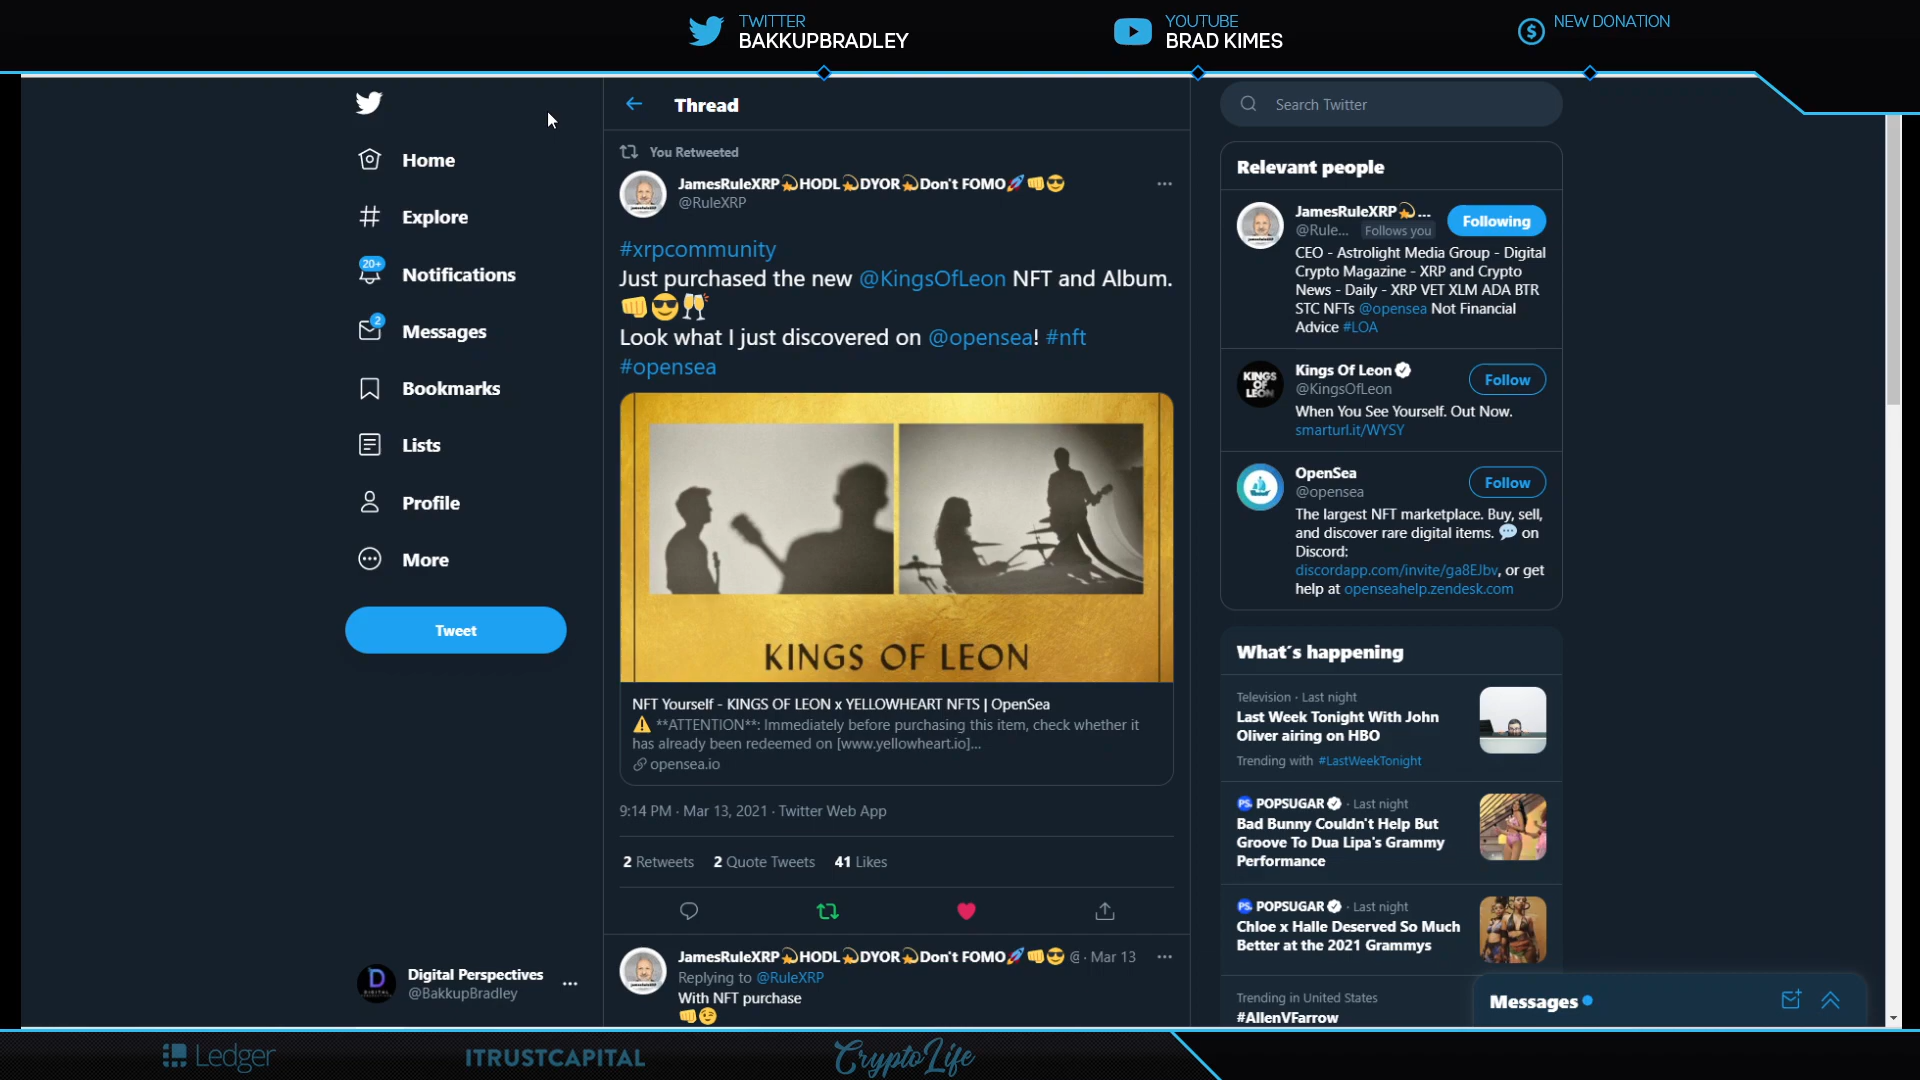 TWITTER
BAKKUPBRADLEY
YOUTUBE
BRAD KIMES
NEW DONATION
Home
Explore
20+
Notifications
2
Messages
Bookmarks
Lists
Profile
More
Tweet
Digital Perspectives
@BakkupBradley
Thread
You Retweeted
JamesRuleXRP💫HODL💫DYOR💫Don't FOMO🚀👊😎
@RuleXRP
#xrpcommunity
Just purchased the new @KingsOfLeon NFT and Album.
👊😎🥂
Look what I just discovered on @opensea! #nft
#opensea
KINGS OF LEON
NFT Yourself - KINGS OF LEON x YELLOWHEART NFTS | OpenSea
⚠️ **ATTENTION**: Immediately before purchasing this item, check whether it
has already been redeemed on [www.yellowheart.io]...
opensea.io
9:14 PM · Mar 13, 2021 · Twitter Web App
2 Retweets 2 Quote Tweets 41 Likes
JamesRuleXRP💫HODL💫DYOR💫Don't FOMO🚀👊😎 @ · Mar 13
Replying to @RuleXRP
With NFT purchase
👊😉
Search Twitter
Relevant people
JamesRuleXRP💫...
@Rule... Follows you
Following
CEO - Astrolight Media Group - Digital
Crypto Magazine - XRP and Crypto
News - Daily - XRP VET XLM ADA BTR
STC NFTs @opensea Not Financial
Advice #LOA
KINGS
OF
LEON
Kings Of Leon
@KingsOfLeon
Follow
When You See Yourself. Out Now.
smarturl.it/WYSY
OpenSea
@opensea
Follow
The largest NFT marketplace. Buy, sell,
and discover rare digital items. 💬 on
Discord:
discordapp.com/invite/ga8EJbv, or get
help at openseahelp.zendesk.com
What´s happening
Television · Last night
Last Week Tonight With John
Oliver airing on HBO
Trending with #LastWeekTonight
PS POPSUGAR · Last night
Bad Bunny Couldn't Help But
Groove To Dua Lipa's Grammy
Performance
PS POPSUGAR · Last night
Chloe x Halle Deserved So Much
Better at the 2021 Grammys
Trending in United States
#AllenVFarrow
Messages
Ledger
ITRUSTCAPITAL
CryptoLife